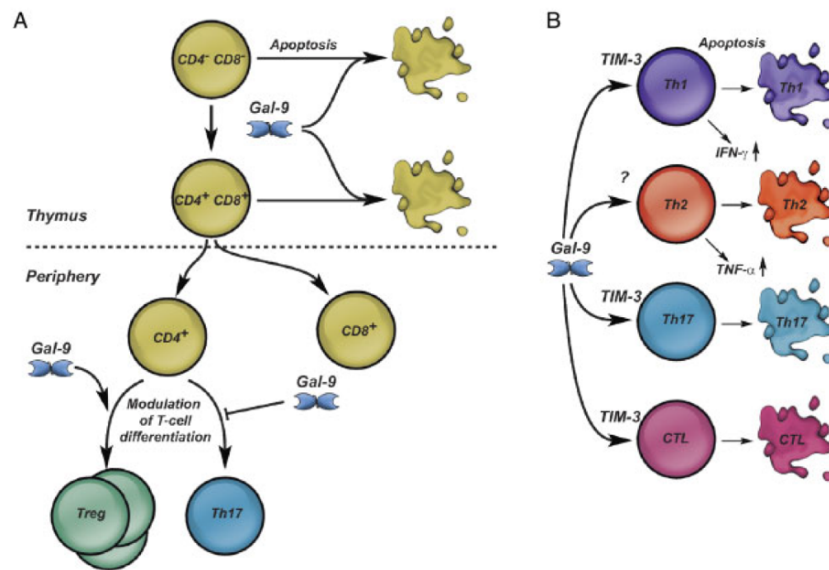 A
CD4- CD8-
Apoptosis
Gal-9
CD4+ CD8+
Thymus
Periphery
CD4+
CD8+
Gal-9
Gal-9
Modulation
of T-cell
differentiation
Treg
Th17
B
TIM-3
Apoptosis
Th1
Th1
IFN-γ
?
Th2
Th2
Gal-9
TNF-α
TIM-3
Th17
Th17
TIM-3
CTL
CTL